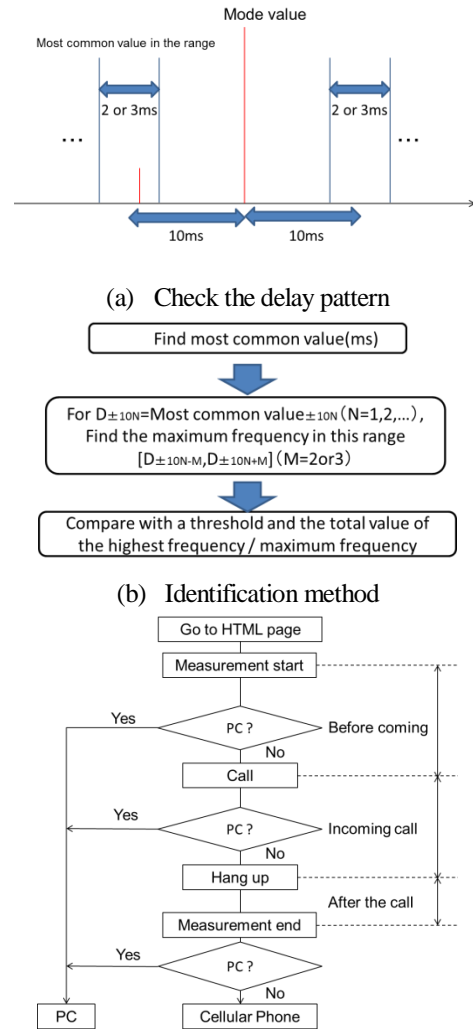 Mode value
Most common value in the range
2 or 3ms
2 or 3ms
...
...
10ms
10ms
(a) Check the delay pattern
Find most common value(ms)
For D±10N=Most common value±10N(N=1,2,...),
Find the maximum frequency in this range
[D±10N-M,D±10N+M](M=2or3)
Compare with a threshold and the total value of
the highest frequency / maximum frequency
(b) Identification method
Go to HTML page
Measurement start
Yes
PC ?
Before coming
No
Call
Yes
PC ?
Incoming call
No
Hang up
After the call
Measurement end
Yes
PC ?
No
PC
Cellular Phone